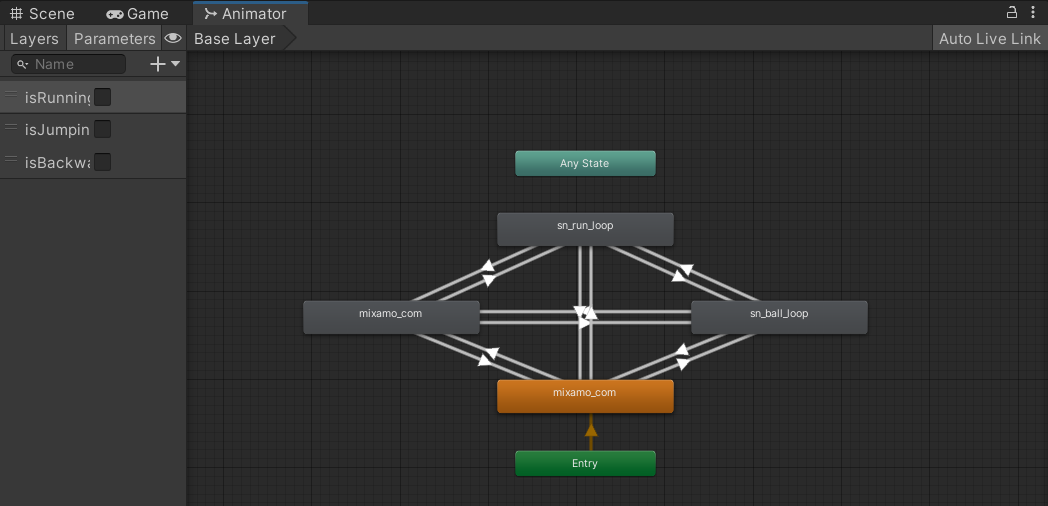 Scene Game Animator
Layers Parameters Base Layer Auto Live Link
Name
isRunning
isJumpin
isBackwa
Any State
sn_run_loop
mixamo_com
sn_ball_loop
mixamo_com
Entry